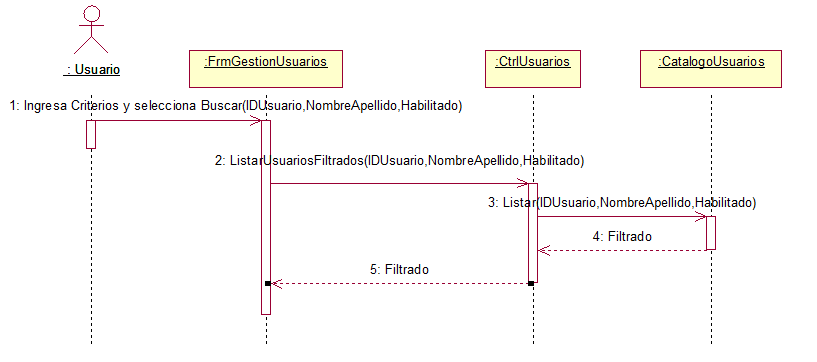 : Usuario
:FrmGestionUsuarios
:CtrlUsuarios
:CatalogoUsuarios
1: Ingresa Criterios y selecciona Buscar(IDUsuario,NombreApellido,Habilitado)
2: ListarUsuariosFiltrados(IDUsuario,NombreApellido,Habilitado)
3: Listar(IDUsuario,NombreApellido,Habilitado)
4: Filtrado
5: Filtrado